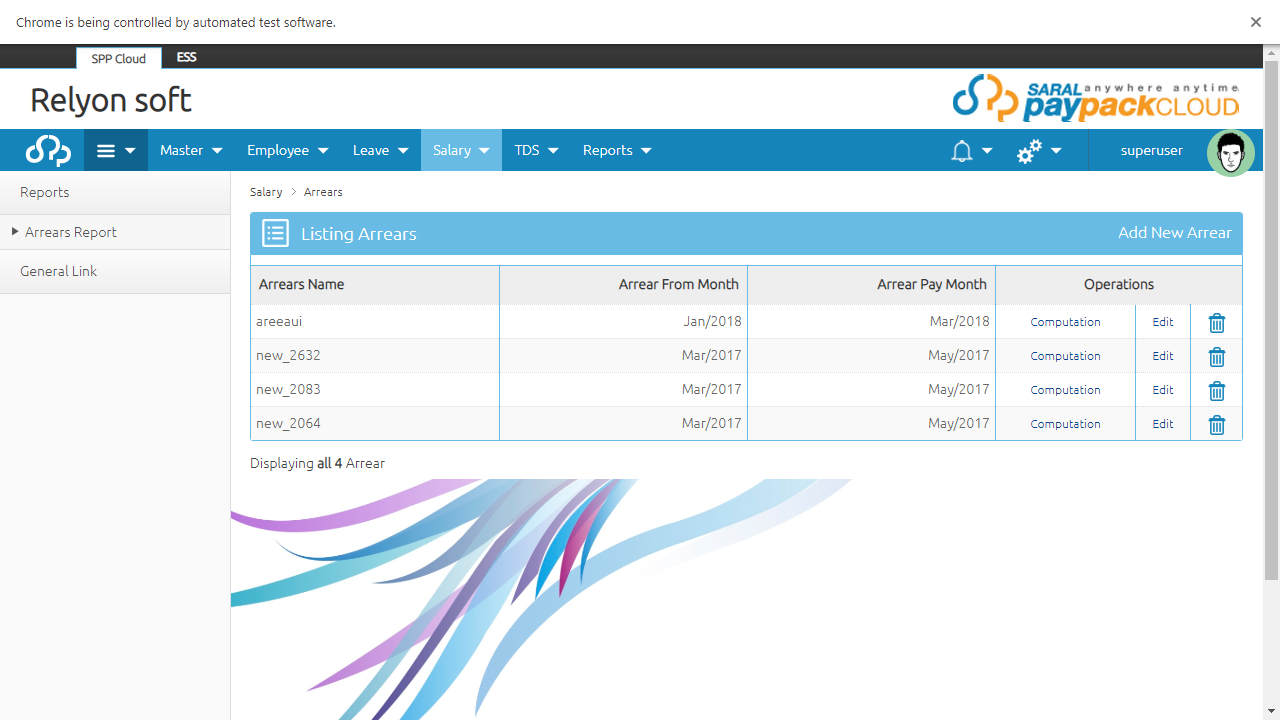 Chrome is being controlled by automated test software.
SPP Cloud ESS
Relyon soft
SARAL anywhere anytime
paypackCLOUD
Master Employee Leave Salary TDS Reports superuser
Reports
Arrears Report
General Link
Salary Arrears
Listing Arrears Add New Arrear
Arrears Name Arrear From Month Arrear Pay Month Operations
areeaui Jan/2018 Mar/2018 Computation Edit
new_2632 Mar/2017 May/2017 Computation Edit
new_2083 Mar/2017 May/2017 Computation Edit
new_2064 Mar/2017 May/2017 Computation Edit
Displaying all 4 Arrear